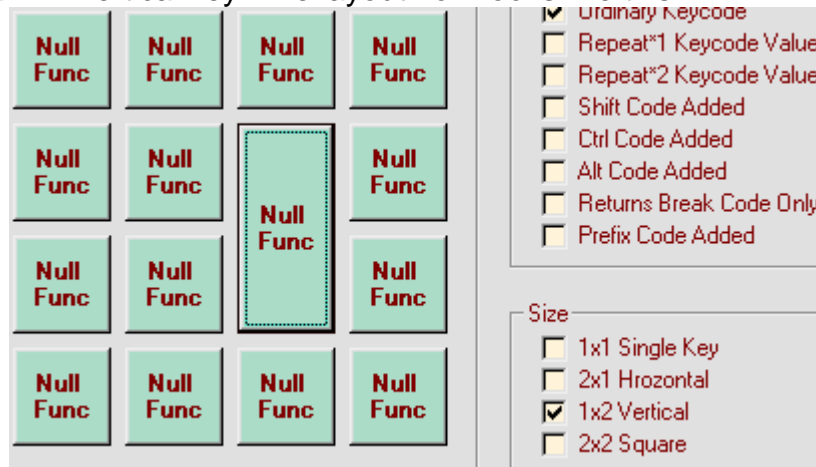 Null Null Null Null
Func Func Func Func
Null Null Null
Func Func Func
Null
Func
Null Null Null
Func Func Func
Null Null Null Null
Func Func Func Func
Ordinary Keycode
Repeat*1 Keycode Value
Repeat*2 Keycode Value
Shift Code Added
Ctrl Code Added
Alt Code Added
Returns Break Code Only
Prefix Code Added
Size
1x1 Single Key
2x1 Hrozontal
1x2 Vertical
2x2 Square